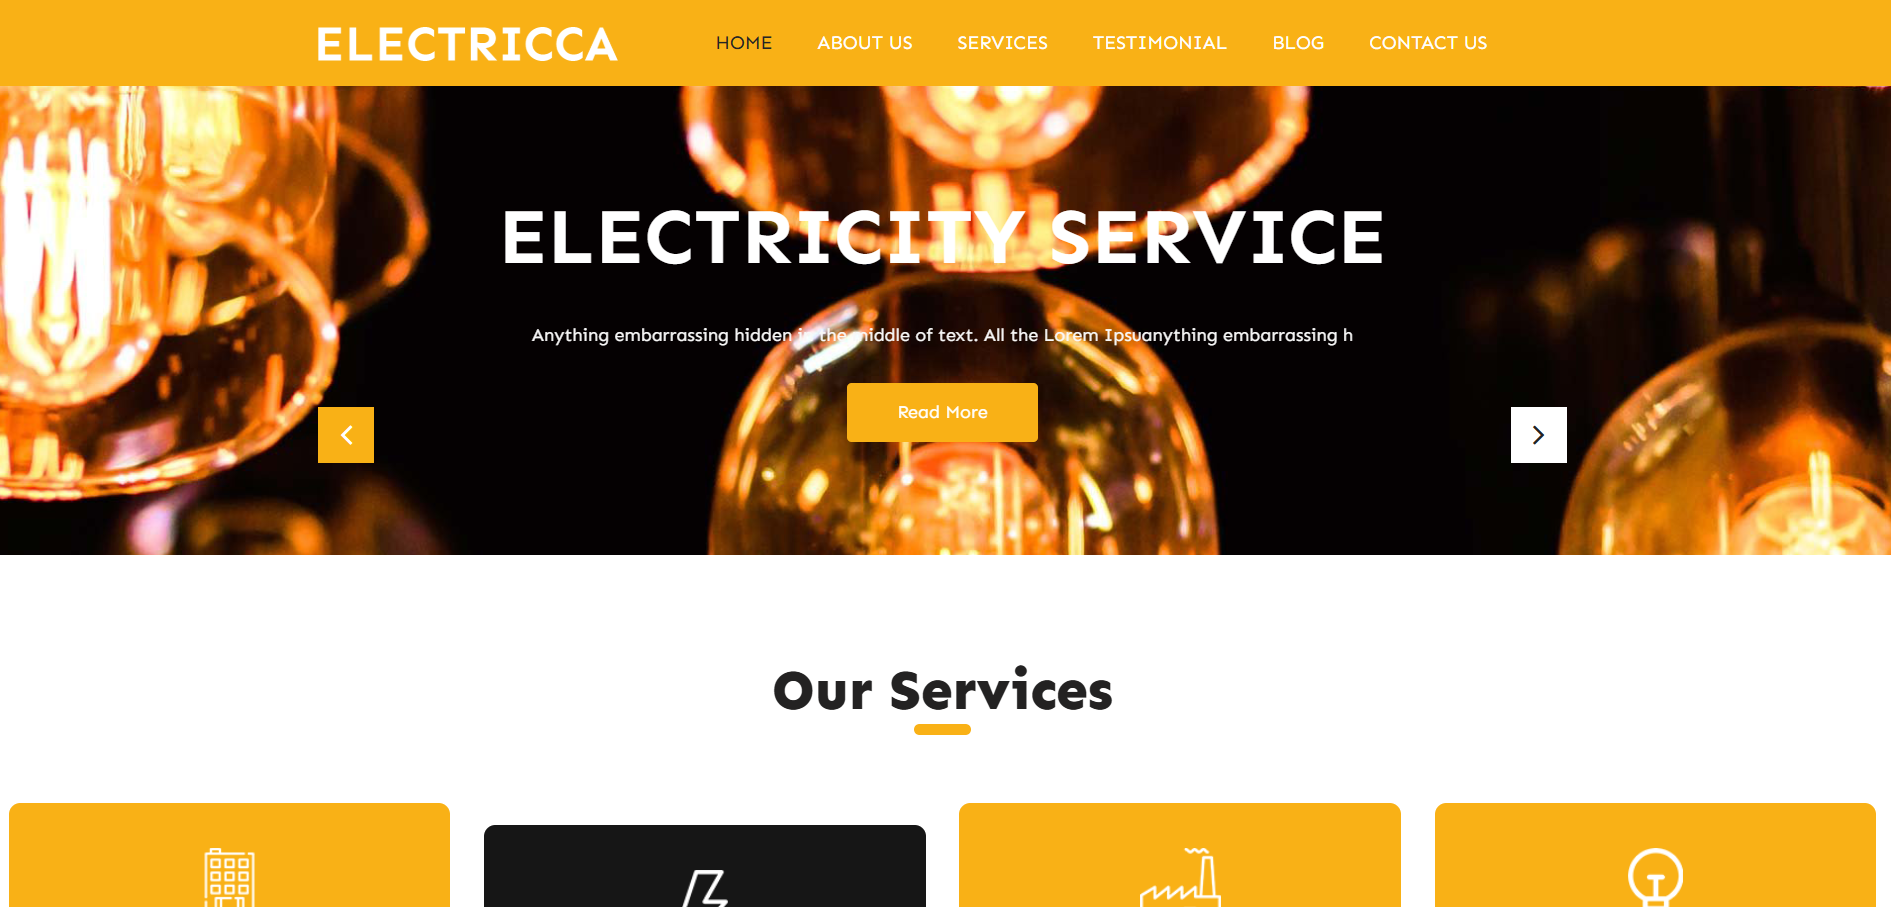 ELECTRICCA
HOME ABOUT US SERVICES TESTIMONIAL BLOG CONTACT US
ELECTRICITY SERVICE
Anything embarrassing hidden in the middle of text. All the Lorem Ipsuanything embarrassing h
Read More
Our Services